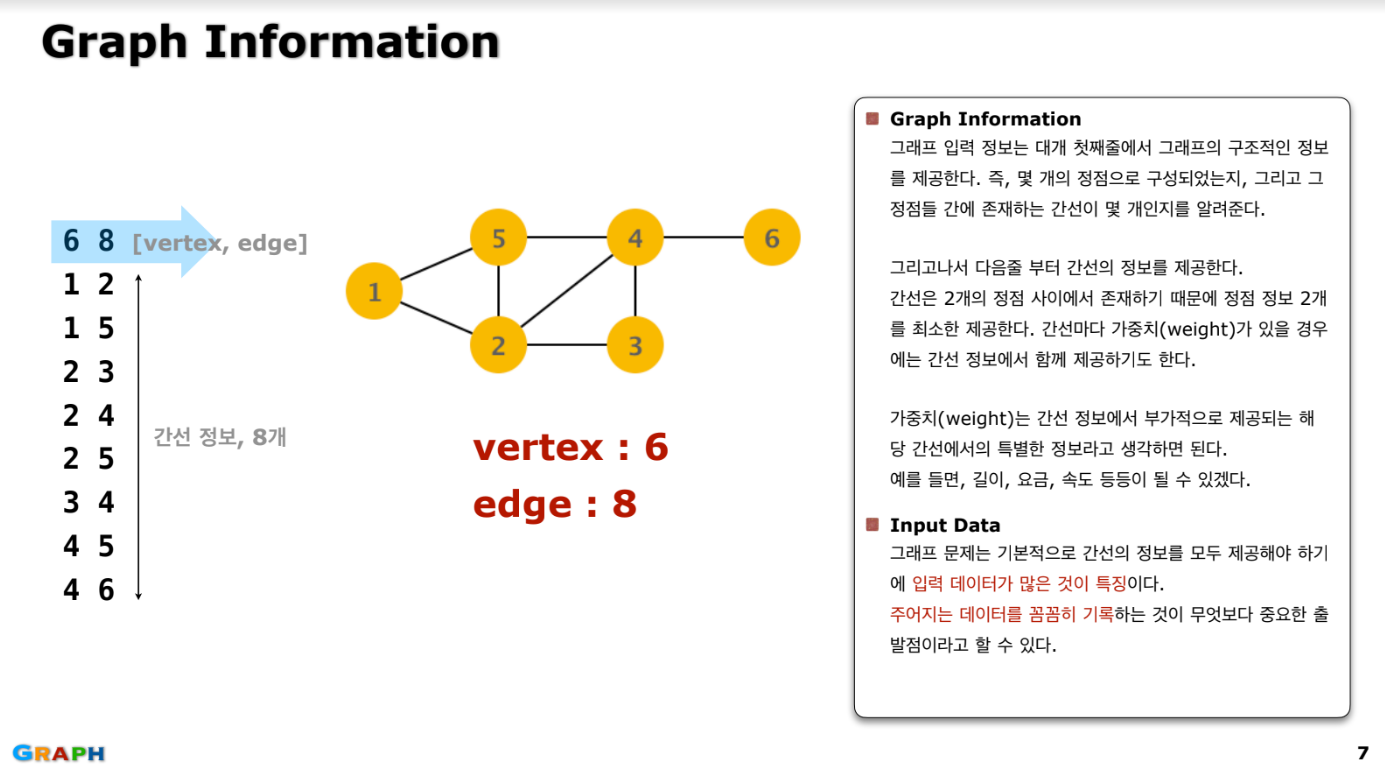 Graph Information
6 8 [vertex, edge]
1 2
1 5
2 3
2 4
2 5
3 4
4 5
4 6
간선 정보, 8개
5
4
6
1
2
3
vertex : 6
edge : 8
Graph Information
그래프 입력 정보는 대개 첫째줄에서 그래프의 구조적인 정보
를 제공한다. 즉, 몇 개의 정점으로 구성되었는지, 그리고 그
정점들 간에 존재하는 간선이 몇 개인지를 알려준다.
그리고나서 다음줄 부터 간선의 정보를 제공한다.
간선은 2개의 정점 사이에서 존재하기 때문에 정점 정보 2개
를 최소한 제공한다. 간선마다 가중치(weight)가 있을 경우
에는 간선 정보에서 함께 제공하기도 한다.
가중치(weight)는 간선 정보에서 부가적으로 제공되는 해
당 간선에서의 특별한 정보라고 생각하면 된다.
예를 들면, 길이, 요금, 속도 등등이 될 수 있겠다.
Input Data
그래프 문제는 기본적으로 간선의 정보를 모두 제공해야 하기
에 입력 데이터가 많은 것이 특징이다.
주어지는 데이터를 꼼꼼히 기록하는 것이 무엇보다 중요한 출
발점이라고 할 수 있다.
GRAPH
7